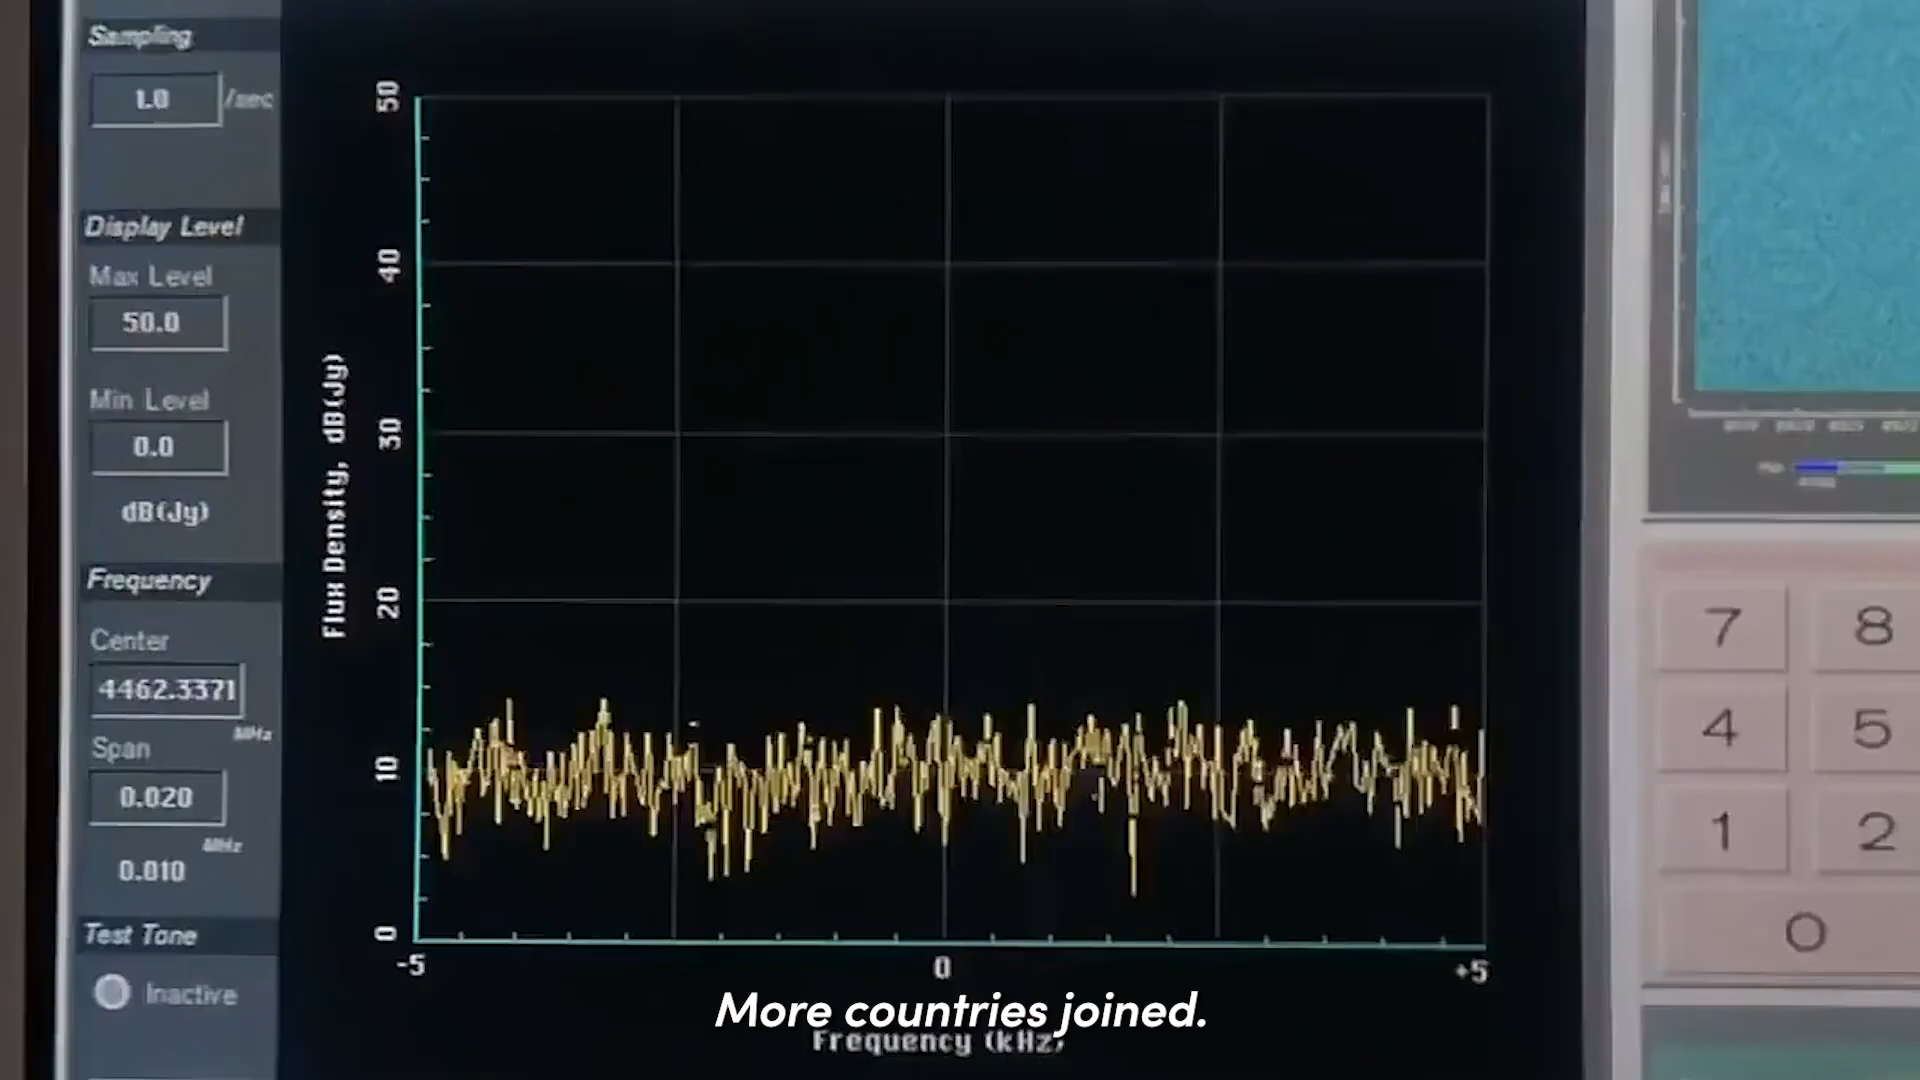 Sampling
1.0 /sec
Display Level
Max Level
50.0
Min Level
0.0
dB(Jy)
Frequency
Center
4462.3371
MHz
Span
0.020
MHz
0.010
Test Tone
Inactive
Flux Density, dB(Jy)
50
40
30
20
10
0
-5 0 +5
More countries joined.
Frequency (kHz)
7 8
4 5
1 2
0